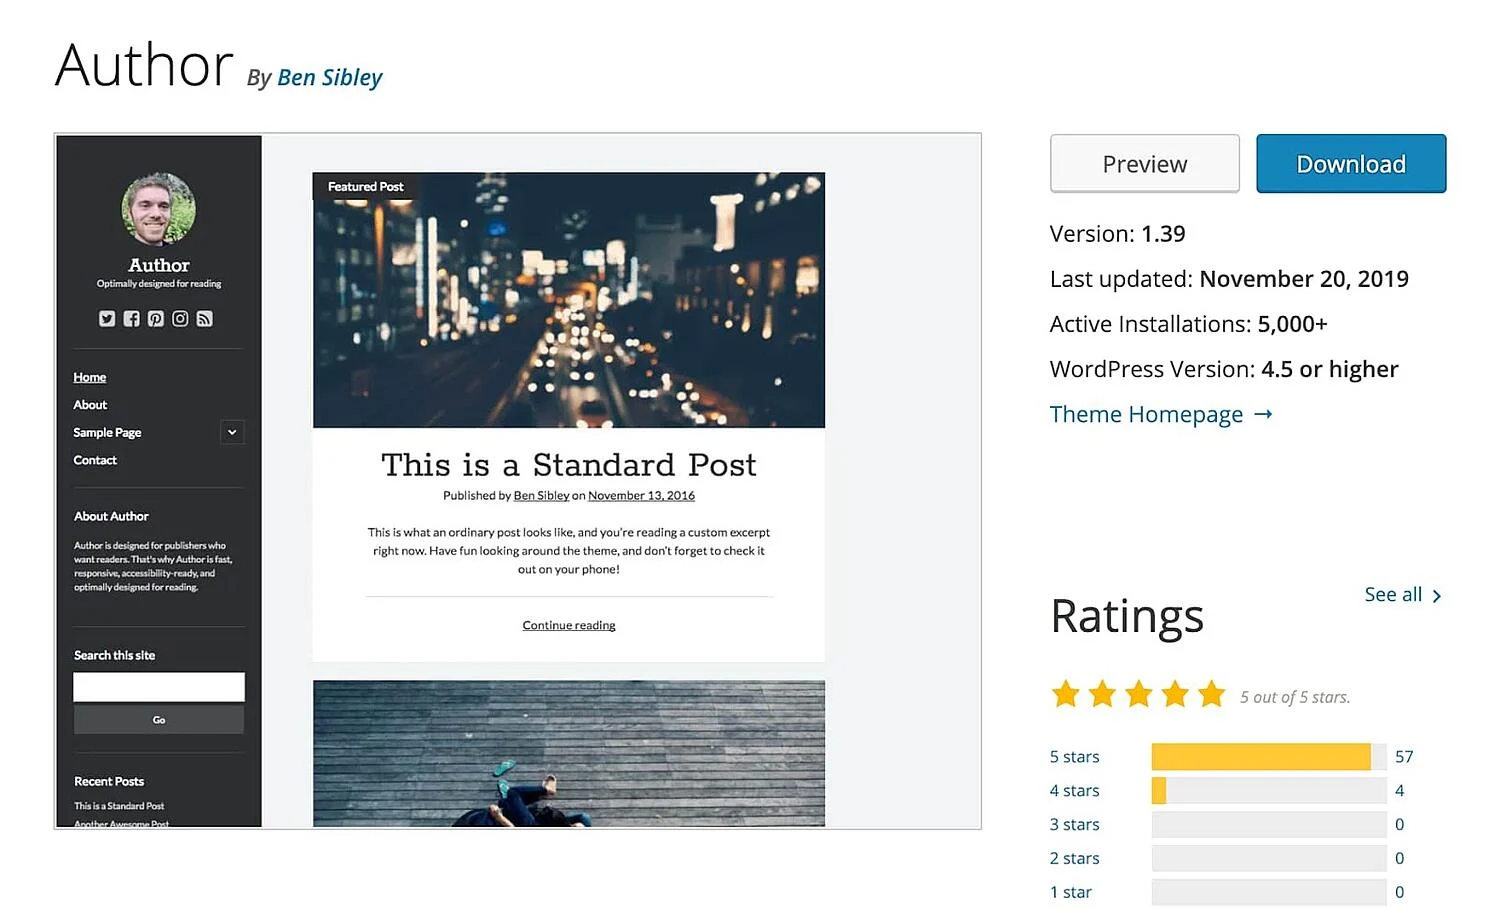 Author By Ben Sibley
Featured Post
Author
Optimally designed for reading
Home
About
Sample Page
Contact
About Author
Author is designed for publishers who
want readers. That's why Author is fast,
responsive, accessibility-ready, and
optimally designed for reading.
Search this site
Go
Recent Posts
This is a Standard Post
Another Awesome Post
This is a Standard Post
Published by Ben Sibley on November 13, 2016
This is what an ordinary post looks like, and you're reading a custom excerpt
right now. Have fun looking around the theme, and don't forget to check it
out on your phone!
Continue reading
Preview
Download
Version: 1.39
Last updated: November 20, 2019
Active Installations: 5,000+
WordPress Version: 4.5 or higher
Theme Homepage →
Ratings
See all >
5 out of 5 stars.
5 stars 57
4 stars 4
3 stars 0
2 stars 0
1 star 0